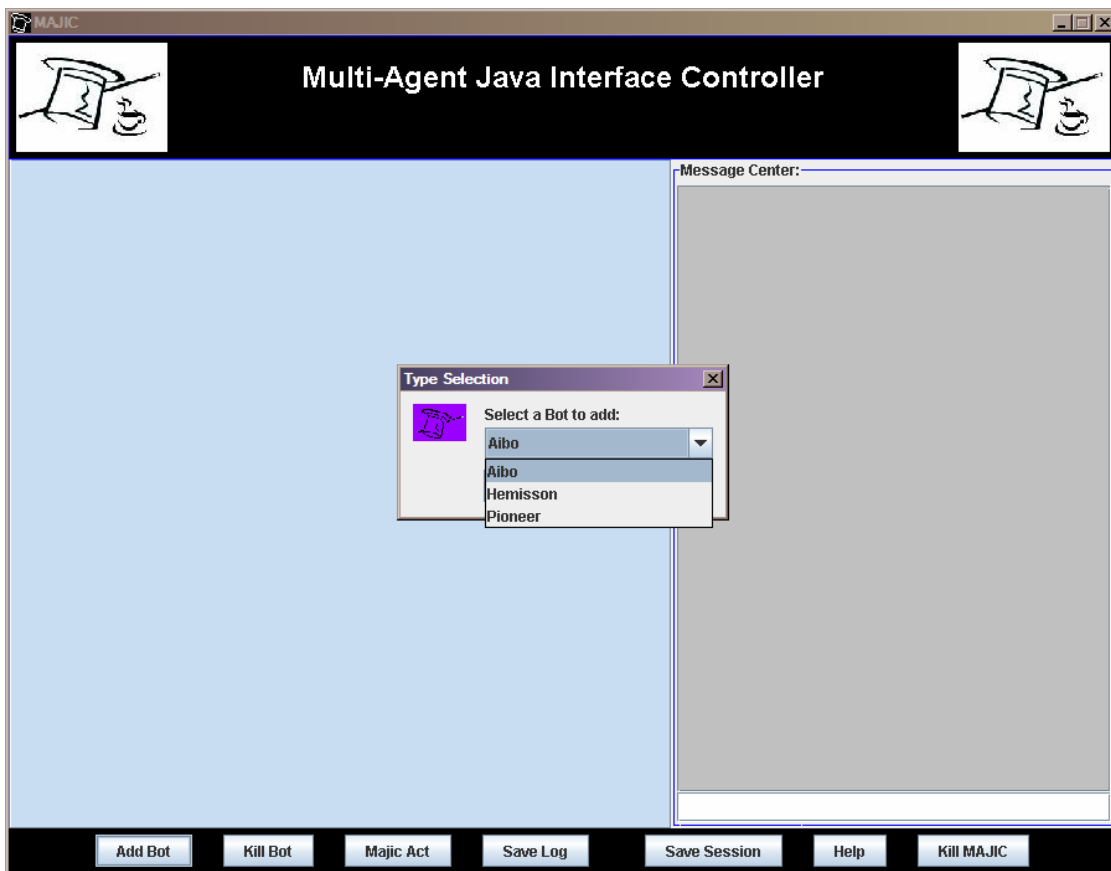 MAJIC
Multi-Agent Java Interface Controller
Message Center:
Type Selection
Select a Bot to add:
Aibo
Aibo
Hemisson
Pioneer
Add Bot
Kill Bot
Majic Act
Save Log
Save Session
Help
Kill MAJIC